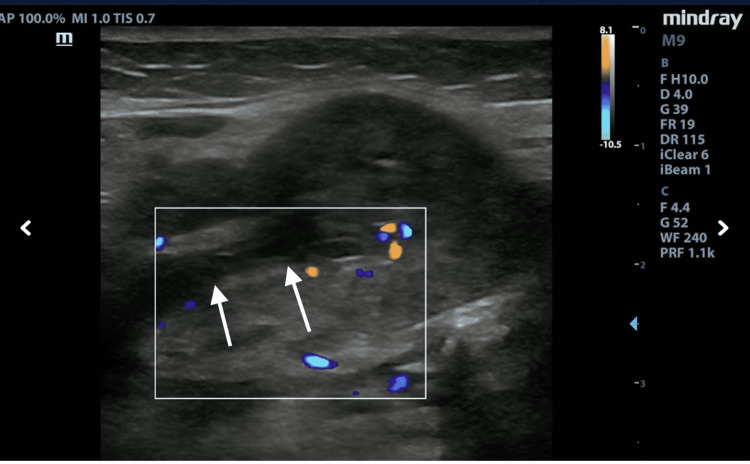 AP 100.0% MI 1.0 TIS 0.7
mindray
m
M9
B
F H10.0
D 4.0
G 39
FR 19
DR 115
iClear 6
iBeam 1
C
F 4.4
G 52
WF 240
PRF 1.1k
8.1
-10.5
0
1
2
3